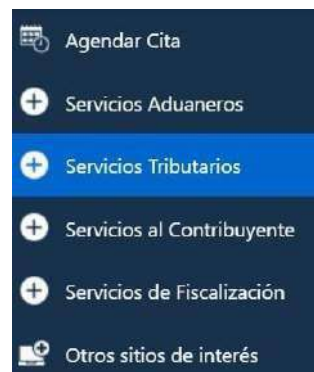 Agendar Cita
Servicios Aduaneros
Servicios Tributarios
Servicios al Contribuyente
Servicios de Fiscalización
Otros sitios de interés